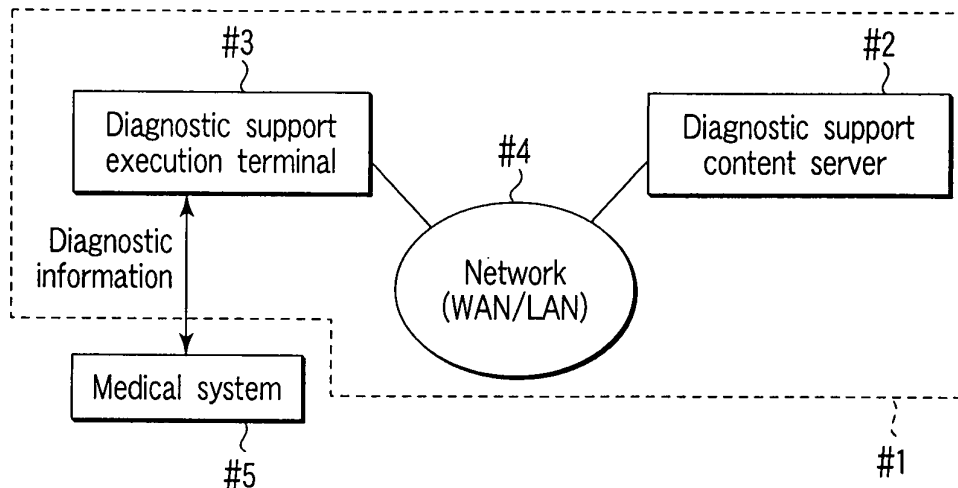 #3
#2
Diagnostic support
execution terminal
Diagnostic support
content server
#4
Diagnostic
information
Network
(WAN/LAN)
Medical system
#5
#1